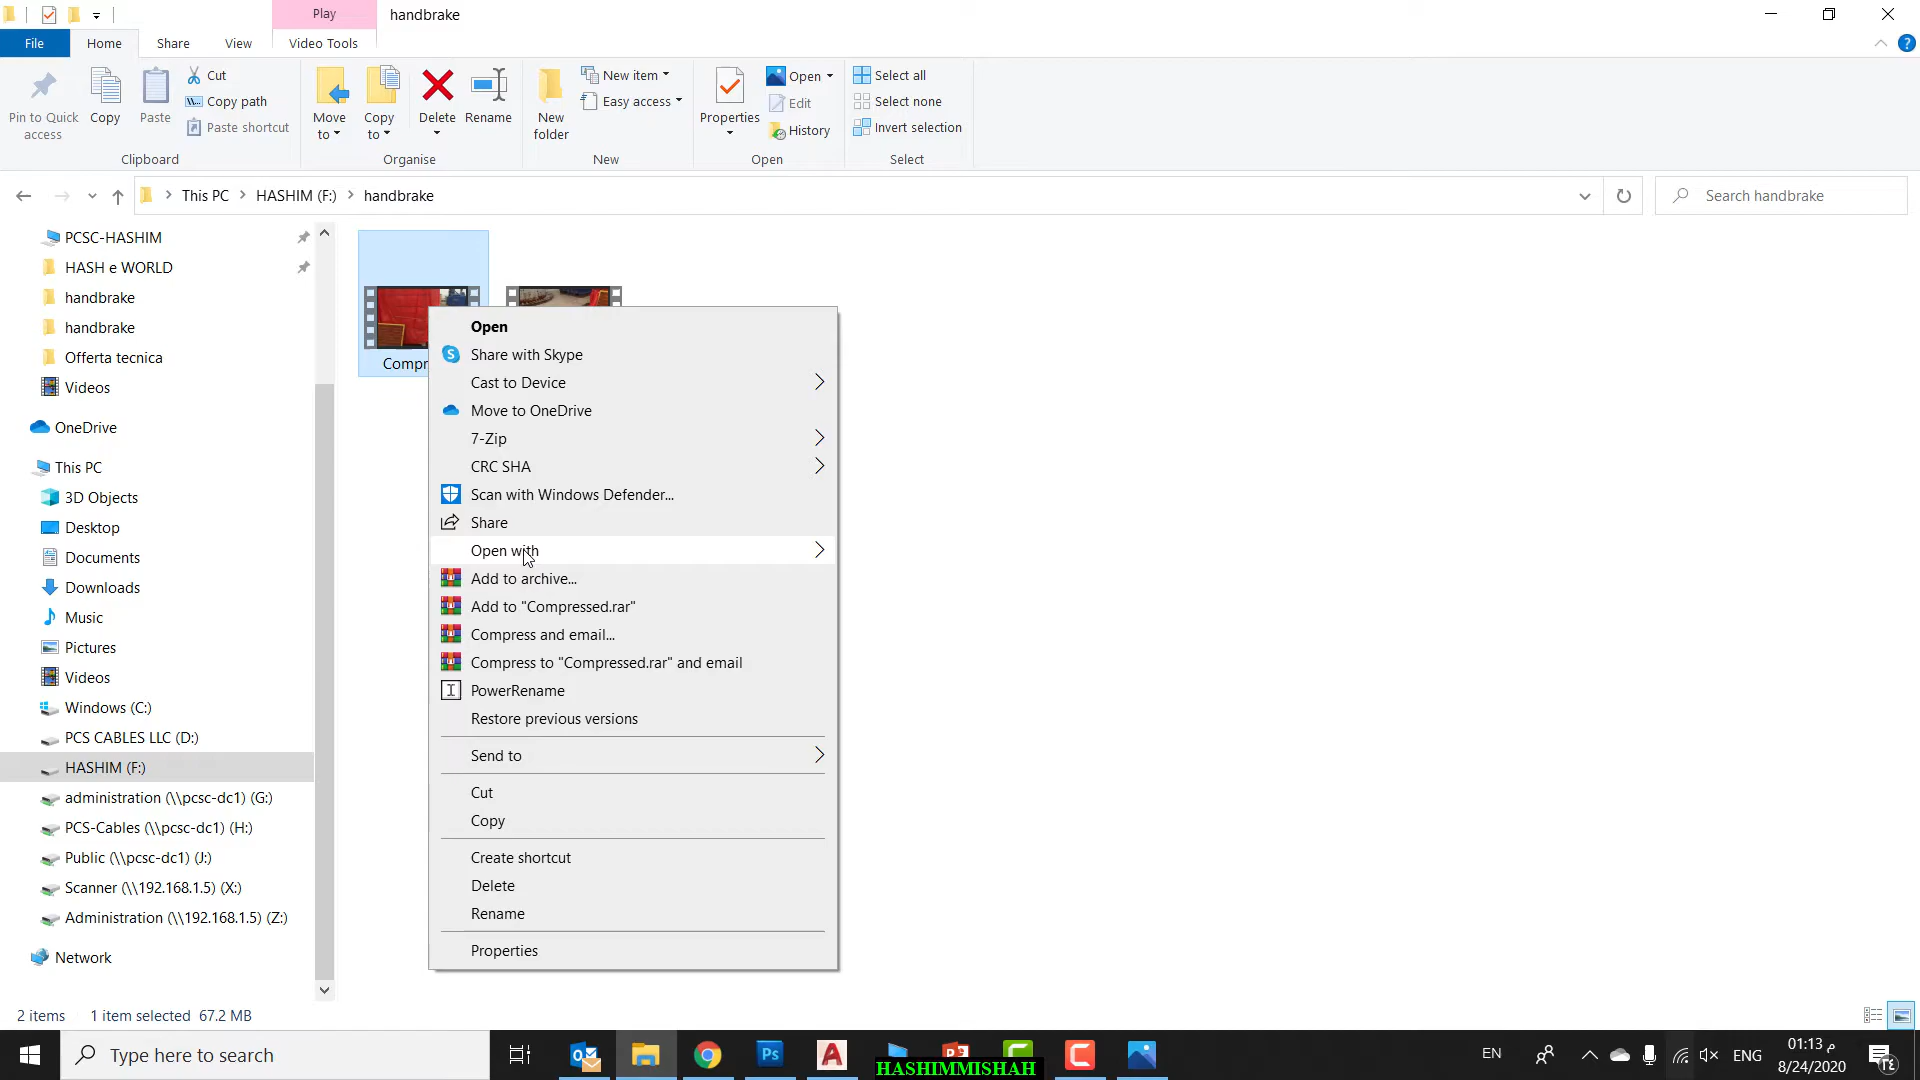 Play
handbrake
File
Home
Share
View
Video Tools
Pin to Quick access
Copy
Paste
Cut
Copy path
Paste shortcut
Clipboard
Move to
Copy to
Delete
Rename
Organise
New folder
New item
Easy access
New
Properties
Open
Edit
History
Open
Select all
Select none
Invert selection
Select
This PC
HASHIM (F:)
handbrake
Search handbrake
PCSC-HASHIM
HASH e WORLD
handbrake
handbrake
Offerta tecnica
Videos
OneDrive
This PC
3D Objects
Desktop
Documents
Downloads
Music
Pictures
Videos
Windows (C:)
PCS CABLES LLC (D:)
HASHIM (F:)
administration (\\pcsc-dc1) (G:)
PCS-Cables (\\pcsc-dc1) (H:)
Public (\\pcsc-dc1) (J:)
Scanner (\\192.168.1.5) (X:)
Administration (\\192.168.1.5) (Z:)
Network
Compr
Open
Share with Skype
Cast to Device
Move to OneDrive
7-Zip
CRC SHA
Scan with Windows Defender...
Share
Open with
Add to archive...
Add to "Compressed.rar"
Compress and email...
Compress to "Compressed.rar" and email
PowerRename
Restore previous versions
Send to
Cut
Copy
Create shortcut
Delete
Rename
Properties
2 items
1 item selected 67.2 MB
Type here to search
Ps
HASHIMMISHAH
EN
ENG
01:13 م
8/24/2020
٢٤